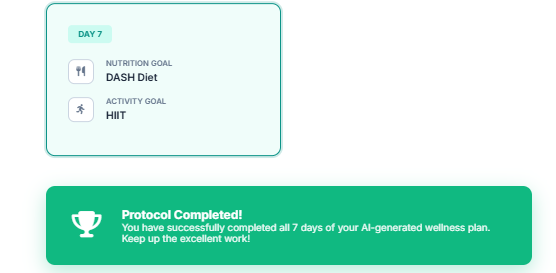 DAY 7
NUTRITION GOAL
DASH Diet
ACTIVITY GOAL
HIIT
Protocol Completed!
You have successfully completed all 7 days of your AI-generated wellness plan.
Keep up the excellent work!